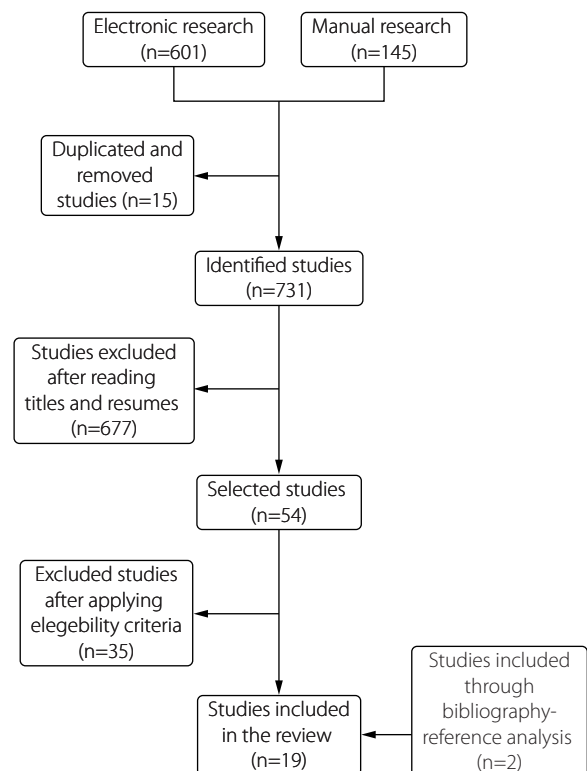 Electronic research
(n=601)
Manual research
(n=145)
Duplicated and
removed
studies (n=15)
Identified studies
(n=731)
Studies excluded
after reading
titles and resumes
(n=677)
Selected studies
(n=54)
Excluded studies
after applying
elegebility criteria
(n=35)
Studies included
in the review
(n=19)
Studies included
through
bibliography-
reference analysis
(n=2)